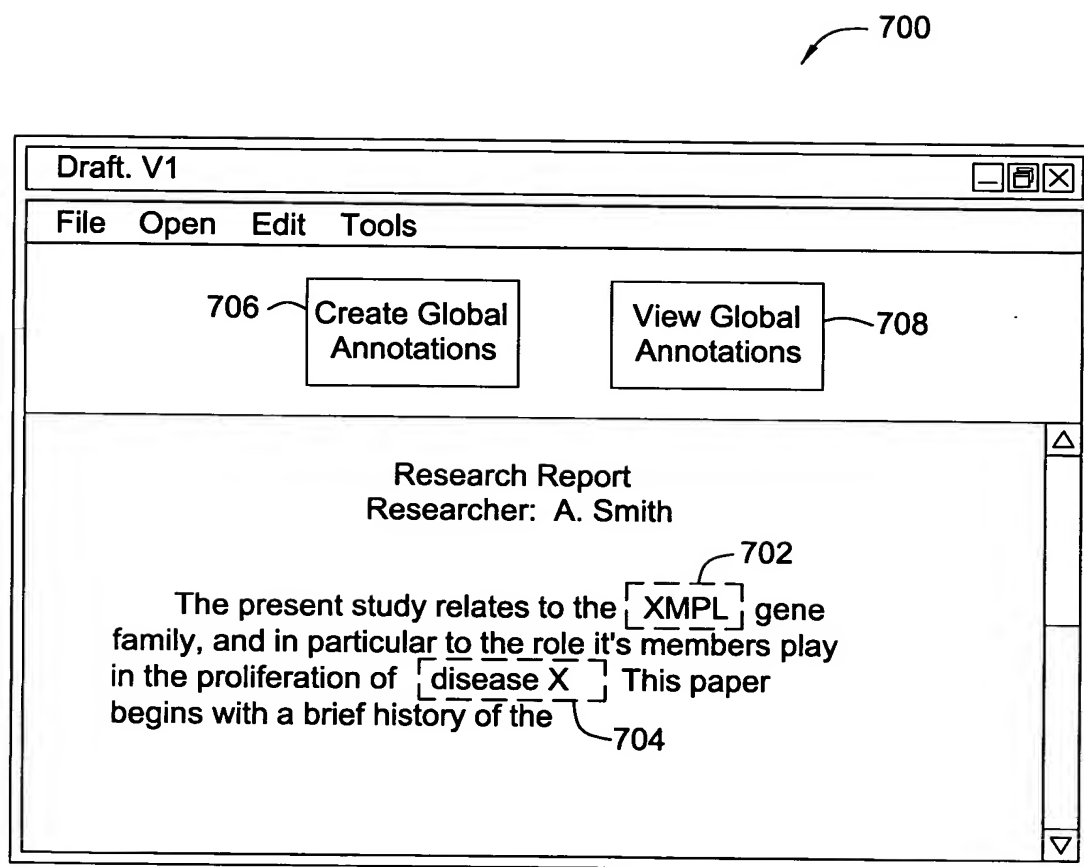 700
Draft. V1
File Open Edit Tools
706
Create Global
Annotations
View Global
Annotations
708
Research Report
Researcher: A. Smith
702
The present study relates to the XMPL gene
family, and in particular to the role it's members play
in the proliferation of disease X This paper
begins with a brief history of the
704